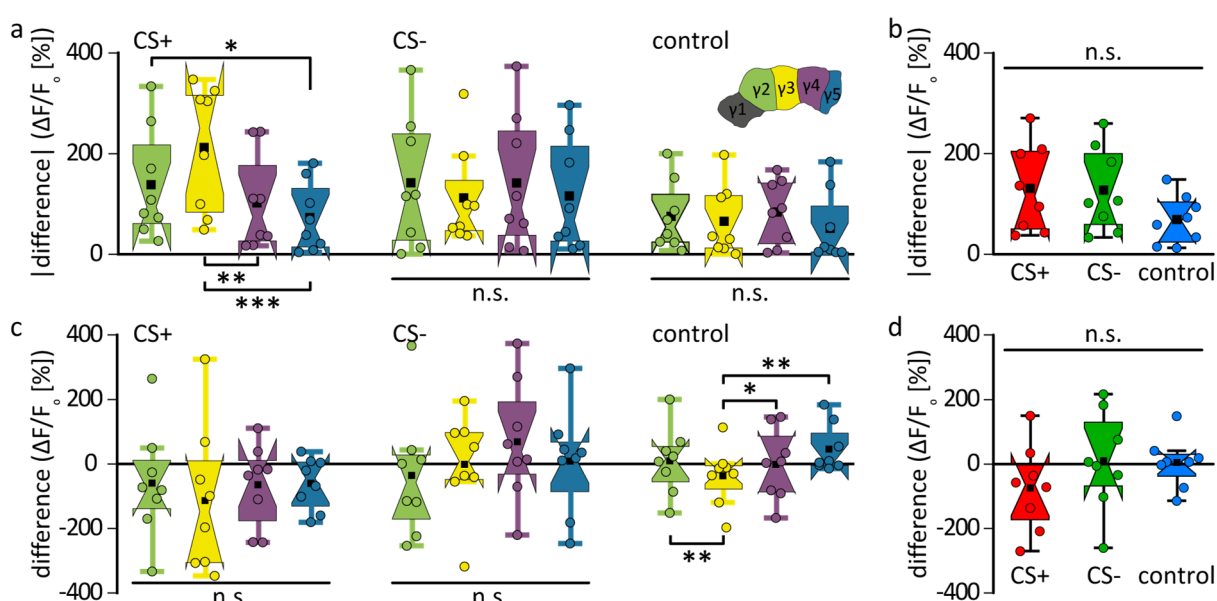 a
CS+
CS-
control
|difference| (ΔF/F₀ [%])
400
200
0
*
**
***
n.s.
n.s.
γ1
γ2
γ3
γ4
γ5
b
|difference| (ΔF/F₀ [%])
400
200
0
n.s.
CS+
CS-
control
c
CS+
CS-
control
difference (ΔF/F₀ [%])
400
200
0
-200
-400
n.s.
n.s.
**
*
**
d
difference (ΔF/F₀ [%])
400
200
0
-200
-400
n.s.
CS+
CS-
control